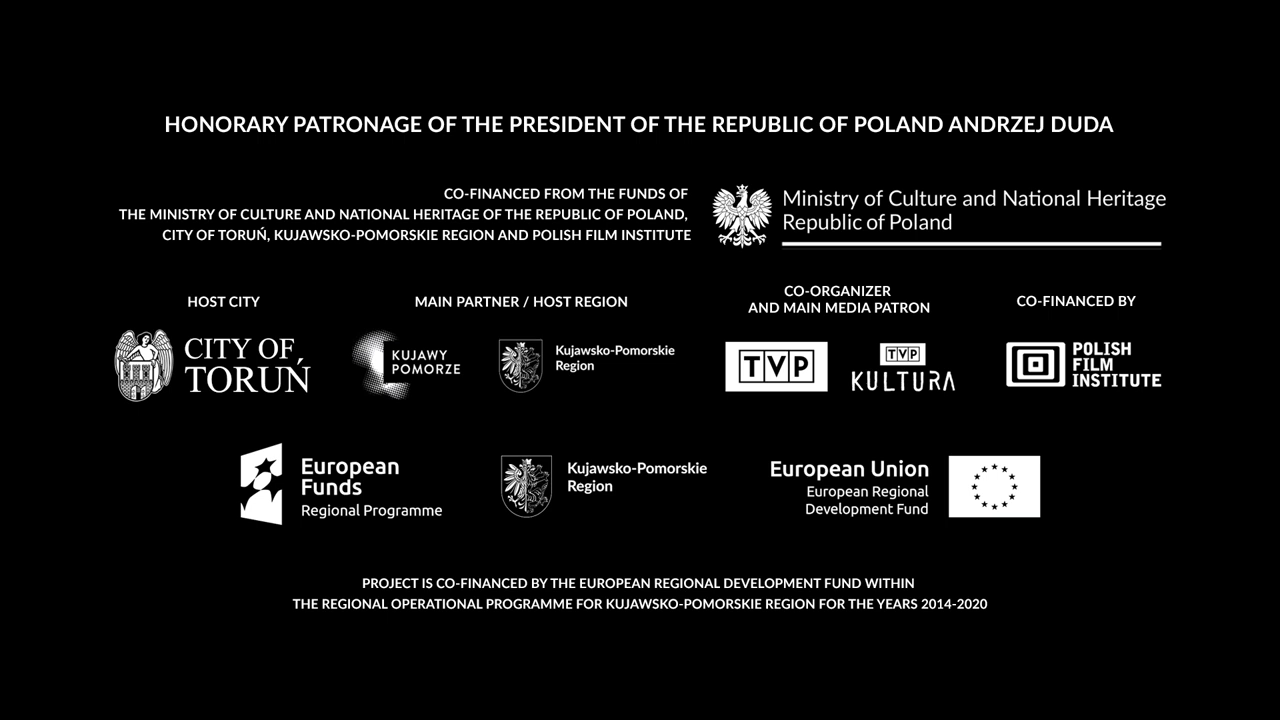 HONORARY PATRONAGE OF THE PRESIDENT OF THE REPUBLIC OF POLAND ANDRZEJ DUDA
CO-FINANCED FROM THE FUNDS OF
THE MINISTRY OF CULTURE AND NATIONAL HERITAGE OF THE REPUBLIC OF POLAND,
CITY OF TORUŃ, KUJAWSKO-POMORSKIE REGION AND POLISH FILM INSTITUTE
Ministry of Culture and National Heritage
Republic of Poland
HOST CITY
CITY OF
TORUŃ
MAIN PARTNER / HOST REGION
KUJAWY
POMORZE
Kujawsko-Pomorskie
Region
CO-ORGANIZER
AND MAIN MEDIA PATRON
TVP
TVP
KULTURA
CO-FINANCED BY
POLISH
FILM
INSTITUTE
European
Funds
Regional Programme
Kujawsko-Pomorskie
Region
European Union
European Regional
Development Fund
PROJECT IS CO-FINANCED BY THE EUROPEAN REGIONAL DEVELOPMENT FUND WITHIN
THE REGIONAL OPERATIONAL PROGRAMME FOR KUJAWSKO-POMORSKIE REGION FOR THE YEARS 2014-2020